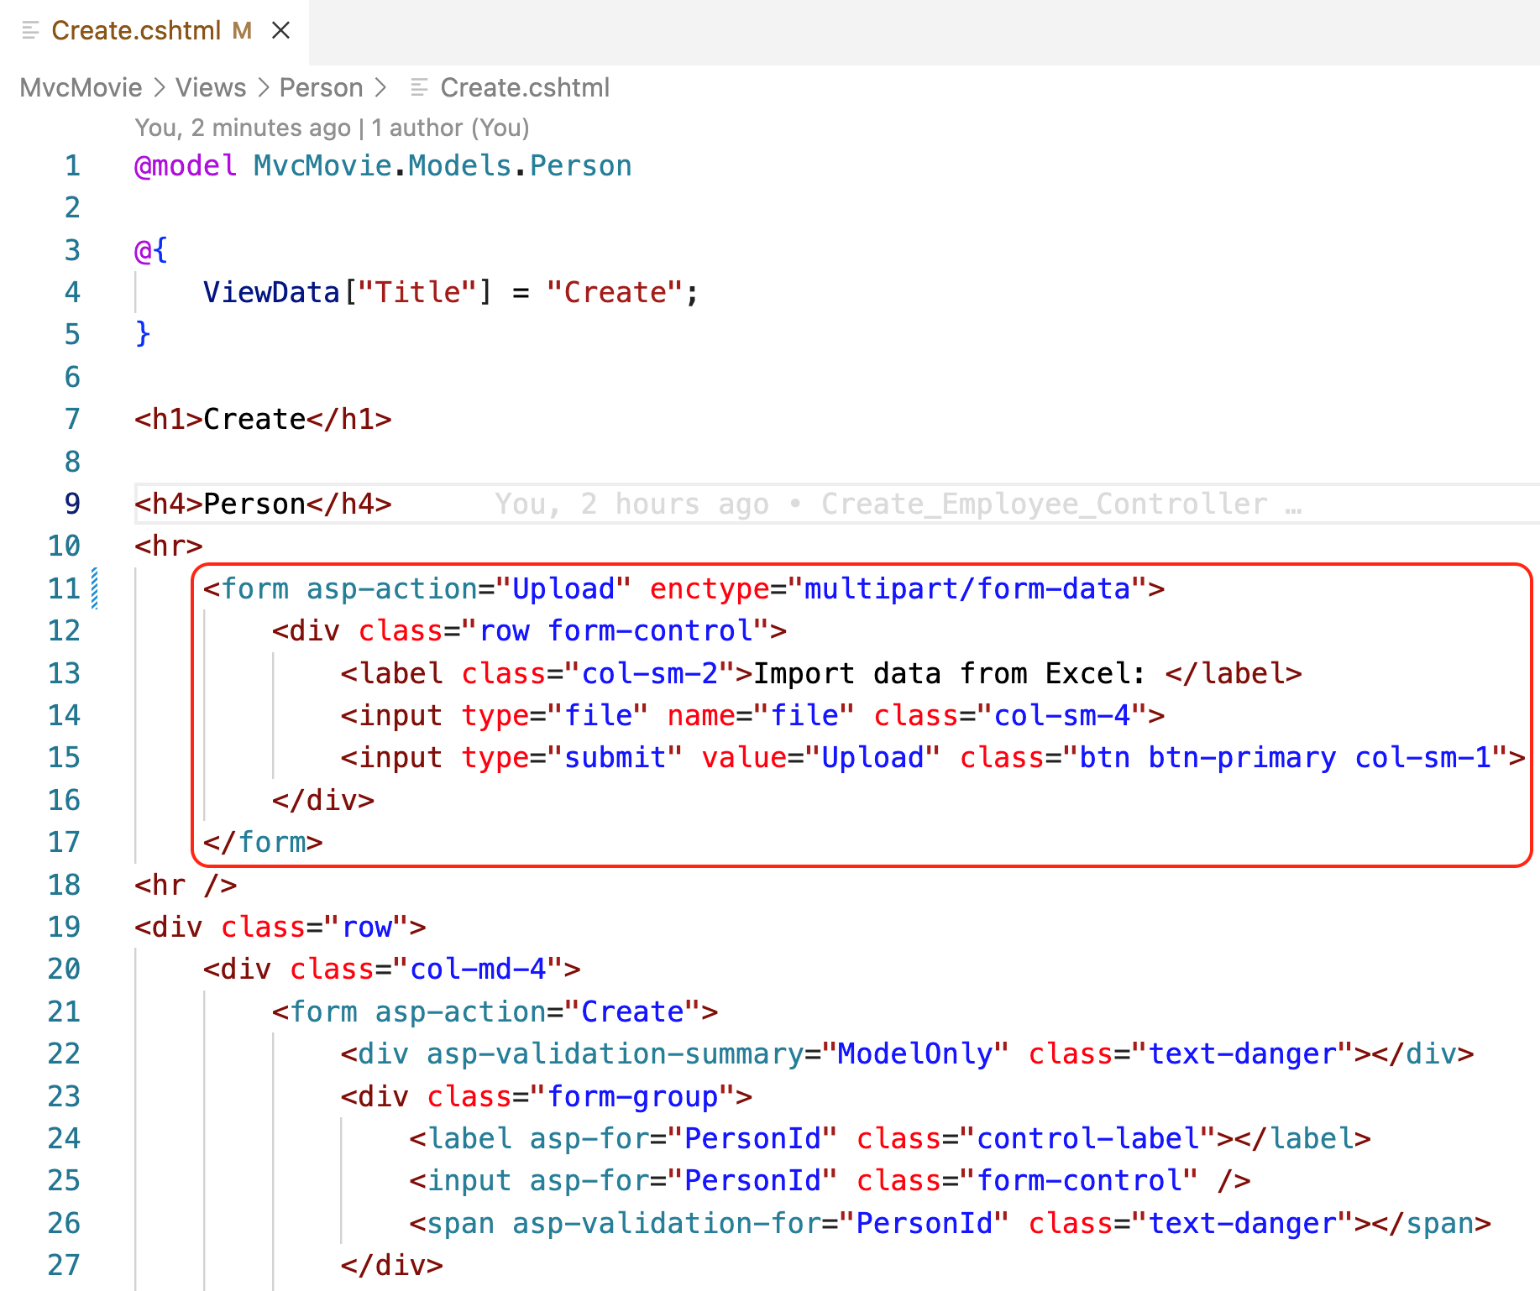 Create.cshtml M
MvcMovie > Views > Person > Create.cshtml
You, 2 minutes ago | 1 author (You)
1 @model MvcMovie.Models.Person
2
3 @{
4 ViewData["Title"] = "Create";
5 }
6
7 <h1>Create</h1>
8
9 <h4>Person</h4> You, 2 hours ago • Create_Employee_Controller …
10 <hr>
11 <form asp-action="Upload" enctype="multipart/form-data">
12 <div class="row form-control">
13 <label class="col-sm-2">Import data from Excel: </label>
14 <input type="file" name="file" class="col-sm-4">
15 <input type="submit" value="Upload" class="btn btn-primary col-sm-1">
16 </div>
17 </form>
18 <hr />
19 <div class="row">
20 <div class="col-md-4">
21 <form asp-action="Create">
22 <div asp-validation-summary="ModelOnly" class="text-danger"></div>
23 <div class="form-group">
24 <label asp-for="PersonId" class="control-label"></label>
25 <input asp-for="PersonId" class="form-control" />
26 <span asp-validation-for="PersonId" class="text-danger"></span>
27 </div>